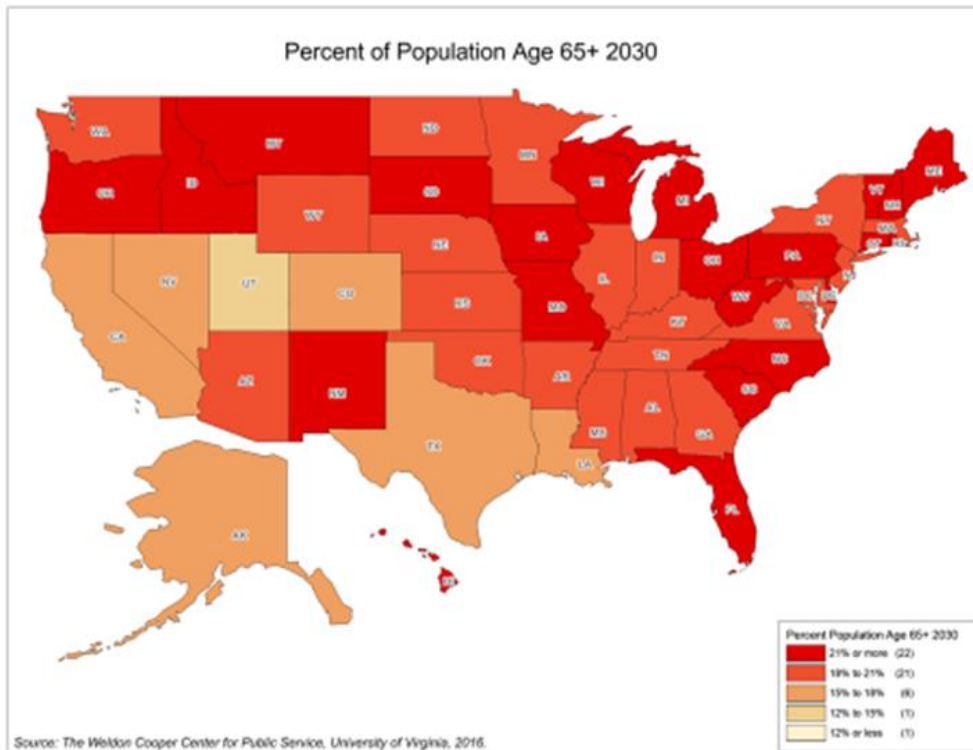 Percent of Population Age 65+ 2030
WA
MT
ND
MN
OR
ID
SD
WI
MI
ME
VT
NH
WY
NY
MA
CT
RI
NE
IA
PA
NV
UT
CO
IL
IN
OH
NJ
DE
CA
KS
MO
WV
KY
VA
AZ
NM
OK
AR
TN
NC
SC
TX
MS
AL
GA
LA
FL
AK
HI
Percent Population Age 65+ 2030
21% or more (22)
18% to 21% (21)
15% to 18% (6)
12% to 15% (1)
12% or less (1)
Source: The Weldon Cooper Center for Public Service, University of Virginia, 2016.